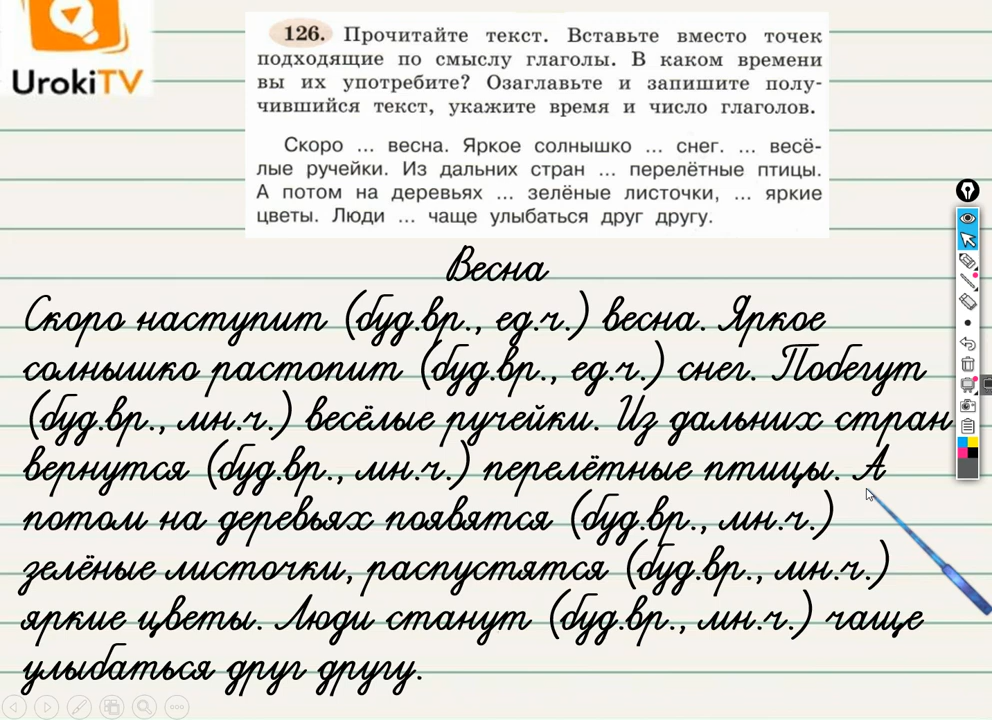 UrokiTV
126. Прочитайте текст. Вставьте вместо точек
подходящие по смыслу глаголы. В каком времени
вы их употребите? Озаглавьте и запишите полу-
чившийся текст, укажите время и число глаголов.
Скоро ... весна. Яркое солнышко ... снег. ... весё-
лые ручейки. Из дальних стран ... перелётные птицы.
А потом на деревьях ... зелёные листочки, ... яркие
цветы. Люди ... чаще улыбаться друг другу.
Весна
Скоро наступит (буд.вр., ед.ч.) весна. Яркое
солнышко растопит (буд.вр., ед.ч.) снег. Побегут
(буд.вр., мн.ч.) весёлые ручейки. Из дальних стран
вернутся (буд.вр., мн.ч.) перелётные птицы. А
потом на деревьях появятся (буд.вр., мн.ч.)
зелёные листочки, распустятся (буд.вр., мн.ч.)
яркие цветы. Люди станут (буд.вр., мн.ч.) чаще
улыбаться друг другу.